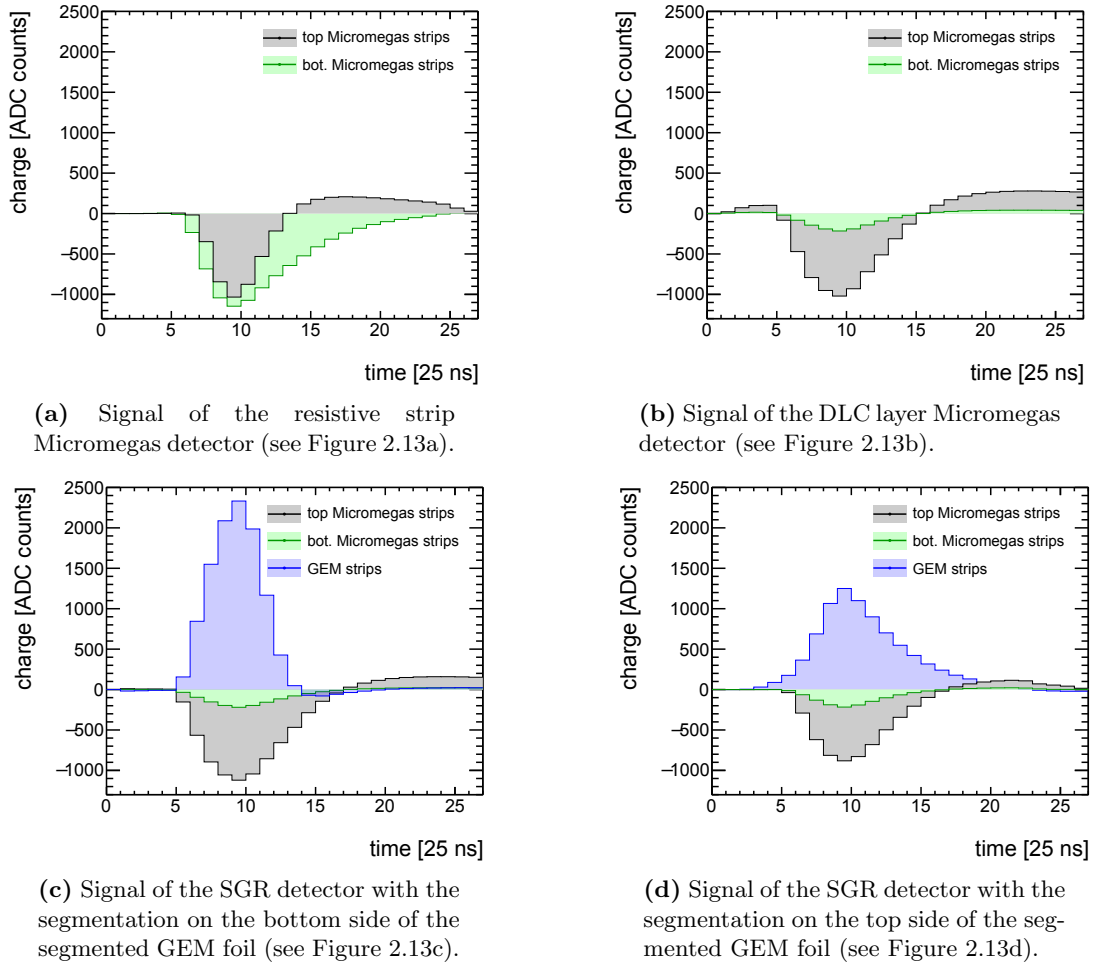 2500
2000
1500
1000
500
0
−500
−1000
0 5 10 15 20 25
charge [ADC counts]
time [25 ns]
top Micromegas strips
bot. Micromegas strips
2500
2000
1500
1000
500
0
−500
−1000
0 5 10 15 20 25
charge [ADC counts]
time [25 ns]
top Micromegas strips
bot. Micromegas strips
(a) Signal of the resistive strip
Micromegas detector (see Figure 2.13a).
(b) Signal of the DLC layer Micromegas
detector (see Figure 2.13b).
2500
2000
1500
1000
500
0
−500
−1000
0 5 10 15 20 25
charge [ADC counts]
time [25 ns]
top Micromegas strips
bot. Micromegas strips
GEM strips
2500
2000
1500
1000
500
0
−500
−1000
0 5 10 15 20 25
charge [ADC counts]
time [25 ns]
top Micromegas strips
bot. Micromegas strips
GEM strips
(c) Signal of the SGR detector with the
segmentation on the bottom side of the
segmented GEM foil (see Figure 2.13c).
(d) Signal of the SGR detector with the
segmentation on the top side of the seg-
mented GEM foil (see Figure 2.13d).